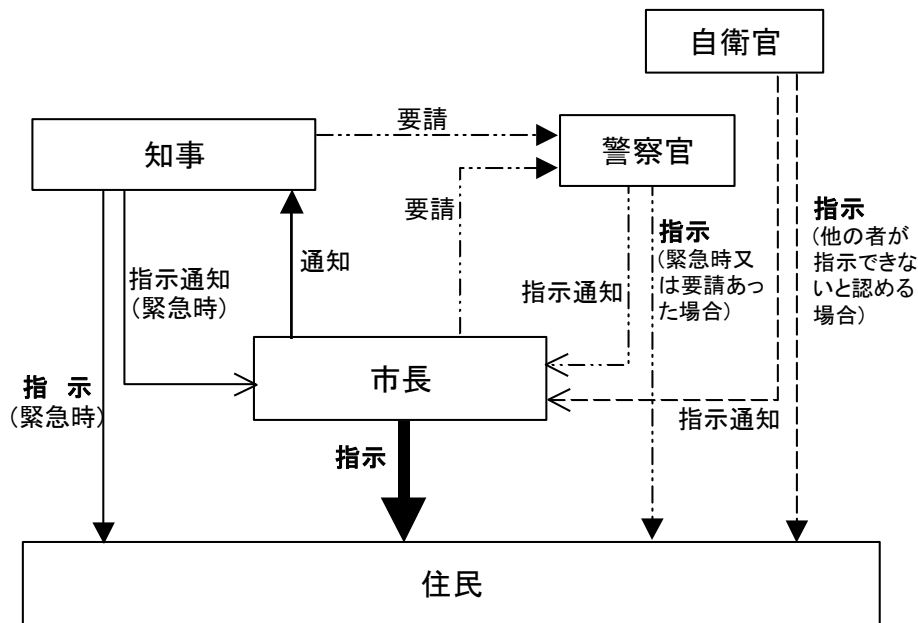 自衛官
要請
知事
警察官
要請
指示
(他の者が
指示できな
いと認める
場合)
指示
(緊急時又
は要請あっ
た場合)
通知
指示通知
(緊急時)
指示通知
市長
指 示
(緊急時)
指示通知
指示
住民